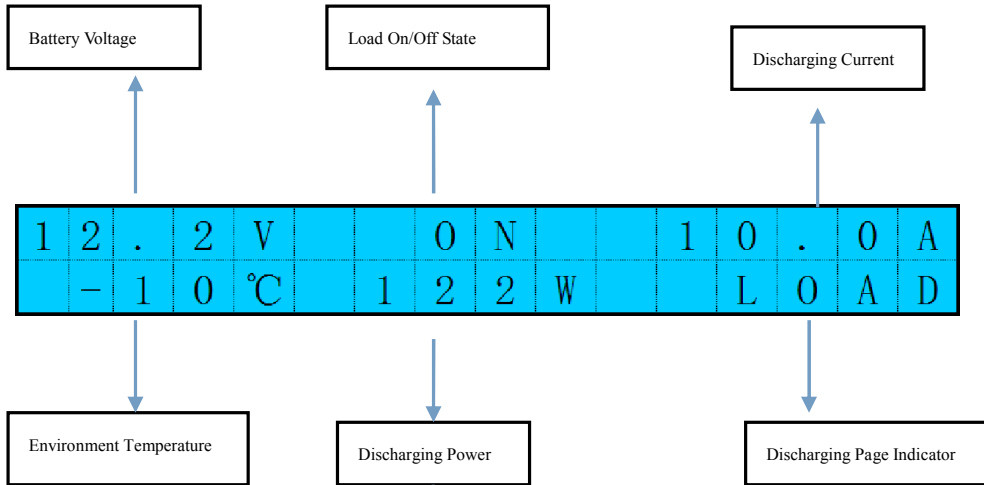 Battery Voltage
Load On/Off State
Discharging Current
12.2V ON 10.0A
-10℃ 122W LOAD
Environment Temperature
Discharging Power
Discharging Page Indicator